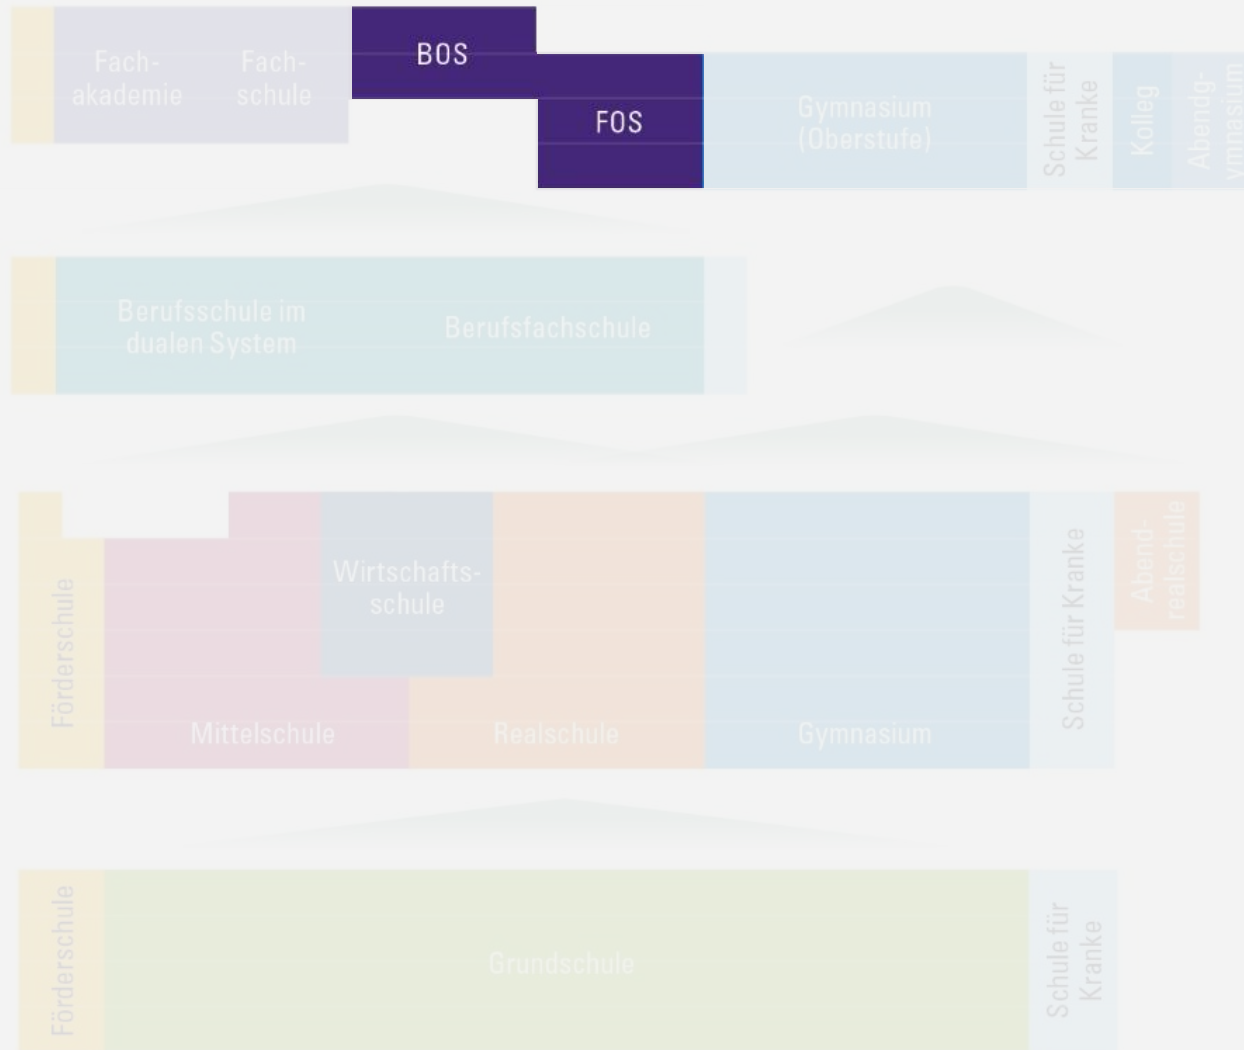 Fach-
akademie
Fach-
schule
BOS
FOS
Gymnasium
(Oberstufe)
Schule für
Kranke
Kolleg
Abendg-
ymnasium
Berufsschule im
dualen System
Berufsfachschule
Förderschule
Mittelschule
Wirtschafts-
schule
Realschule
Gymnasium
Schule für Kranke
Abend-
realschule
Förderschule
Grundschule
Schule für
Kranke